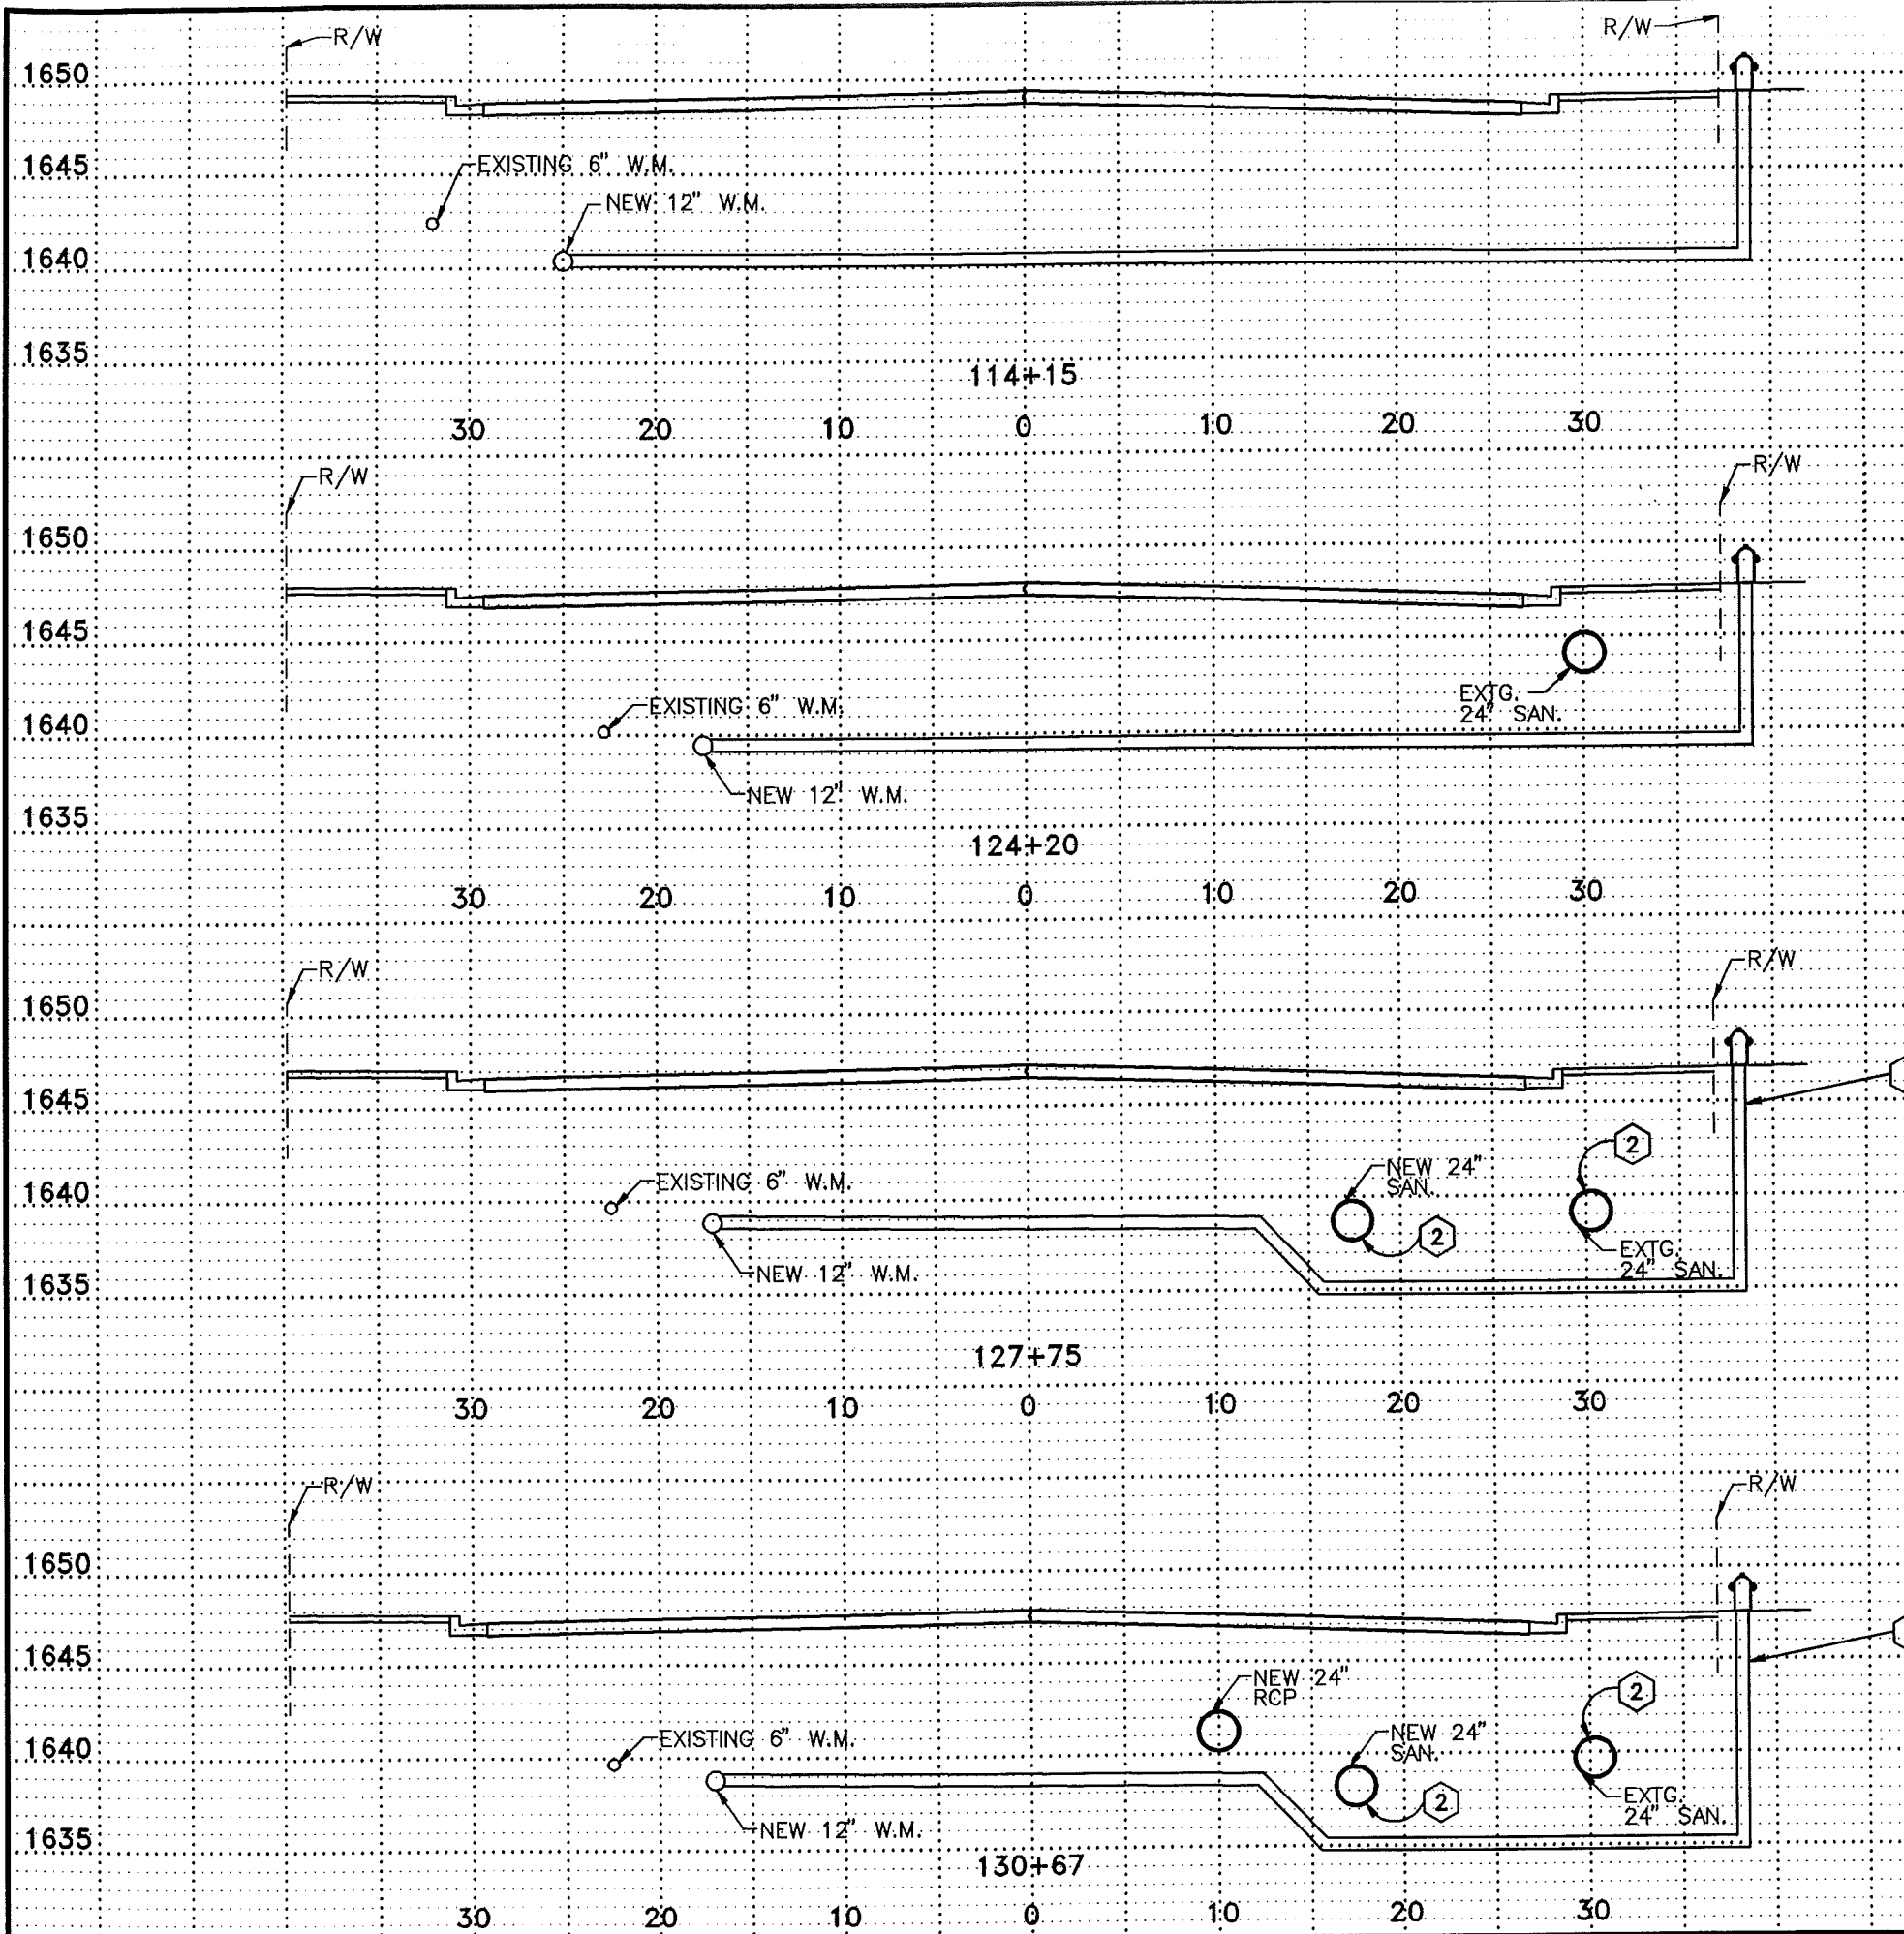 R/W
R/W
1650
1645
EXISTING 6" W.M.
NEW 12" W.M.
1640
1635
114+15
30 20 10 0 10 20 30
R/W
R/W
1650
1645
EXTG.
24" SAN.
EXISTING 6" W.M.
1640
NEW 12" W.M.
1635
124+20
30 20 10 0 10 20 30
R/W
R/W
1650
1645
2
NEW 24"
SAN.
EXISTING 6" W.M.
1640
2
EXTG.
24" SAN.
NEW 12" W.M.
1635
127+75
30 20 10 0 10 20 30
R/W
R/W
1650
1645
NEW 24"
RCP
2
EXISTING 6" W.M.
NEW 24"
SAN.
1640
2
EXTG.
24" SAN.
NEW 12" W.M.
1635
130+67
30 20 10 0 10 20 30